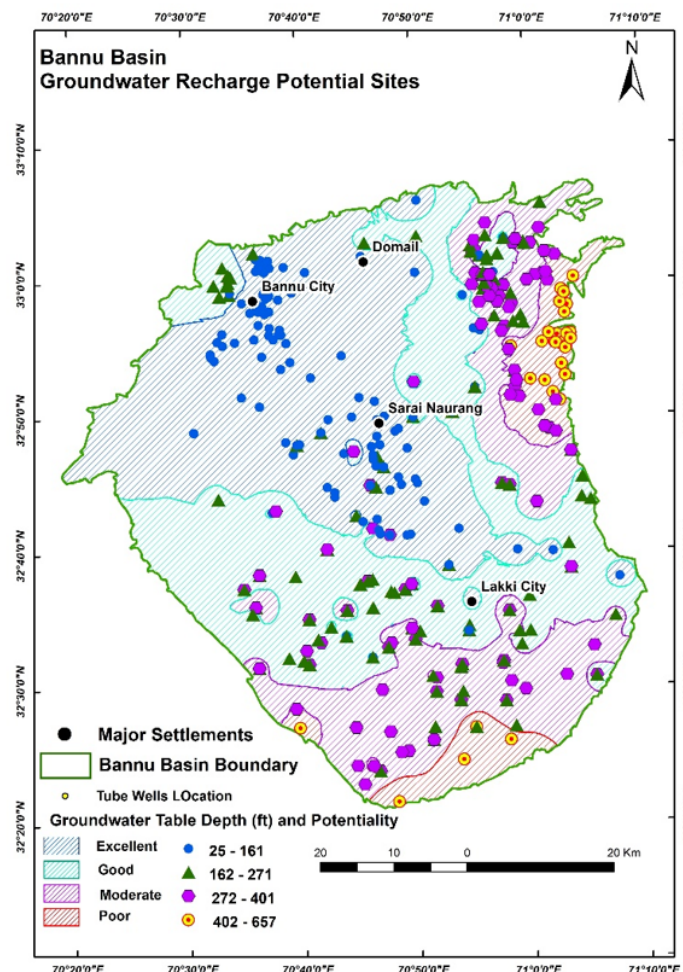 70°20'0"E 70°30'0"E 70°40'0"E 70°50'0"E 71°0'0"E 71°10'0"E
Bannu Basin
Groundwater Recharge Potential Sites
N
33°10'0"N
33°0'0"N
32°50'0"N
32°40'0"N
32°30'0"N
32°20'0"N
Domail
Bannu City
Sarai Naurang
Lakki City
Major Settlements
Bannu Basin Boundary
Tube Wells LOcation
Groundwater Table Depth (ft) and Potentiality
Excellent 25 - 161
Good 162 - 271
Moderate 272 - 401
Poor 402 - 657
20 10 0 20 Km
70°20'0"E 70°30'0"E 70°40'0"E 70°50'0"E 71°0'0"E 71°10'0"E